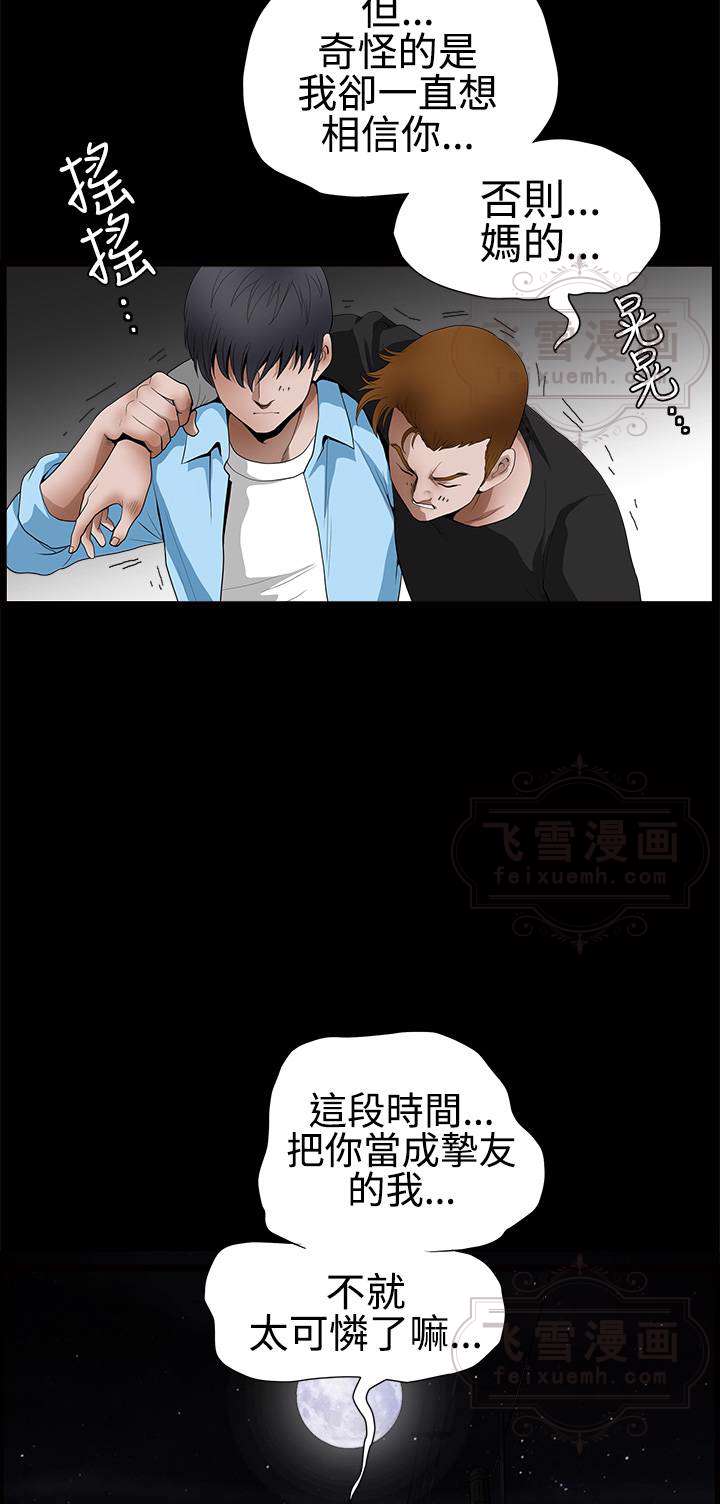 但...
奇怪的是
我卻一直想
相信你...
否則...
媽的...
搖
搖...
晃
晃...
飞雪漫画
feixuemh.com
飞雪漫画
feixuemh.com
這段時間...
把你當成摯友
的我...
不就
太可憐了嘛...
飞雪漫画
feixuemh.com